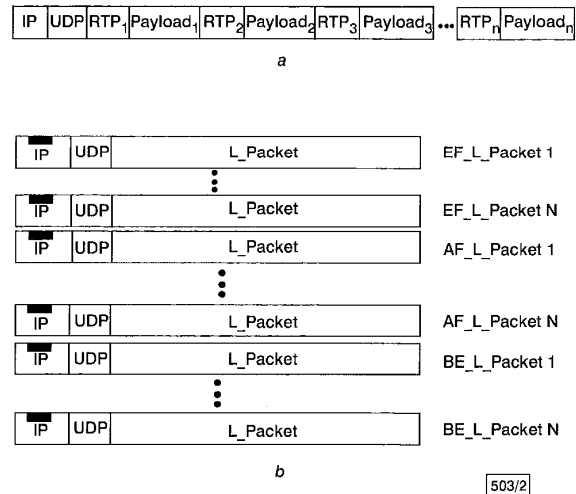 IP UDP RTP1 Payload1 RTP2 Payload2 RTP3 Payload3 ••• RTPn Payloadn
a
IP UDP L_Packet EF_L_Packet 1
IP UDP L_Packet EF_L_Packet N
IP UDP L_Packet AF_L_Packet 1
IP UDP L_Packet AF_L_Packet N
IP UDP L_Packet BE_L_Packet 1
IP UDP L_Packet BE_L_Packet N
b
503/2